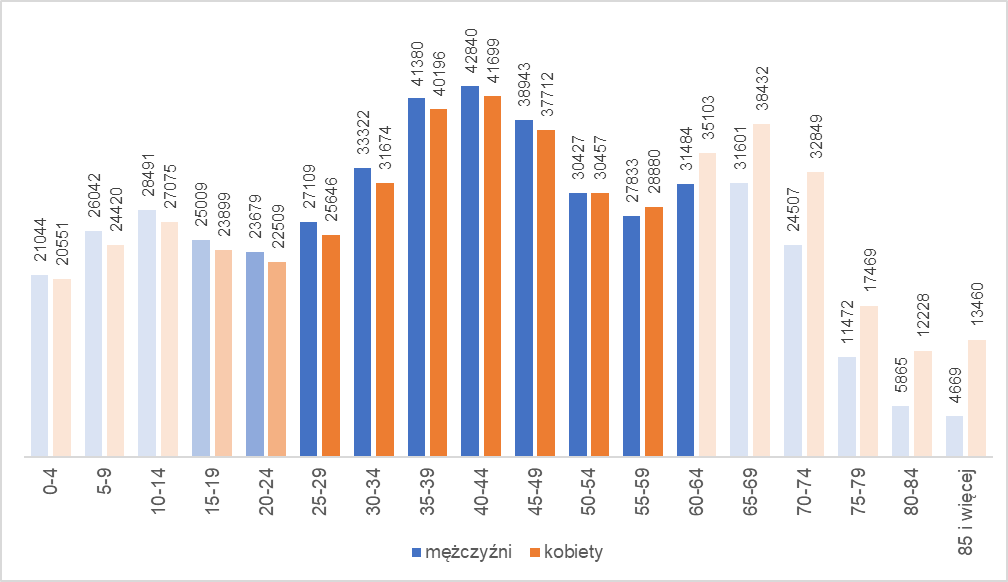 21044 20551 26042 24420 28491 27075 25009 23899 23679 22509 27109 25646 33322 31674 41380 40196 42840 41699 38943 37712 30427 30457 27833 28880 31484 35103 31601 38432 24507 32849 11472 17469 5865 12228 4669 13460
0-4 5-9 10-14 15-19 20-24 25-29 30-34 35-39 40-44 45-49 50-54 55-59 60-64 65-69 70-74 75-79 80-84 85 i więcej
mężczyźni kobiety